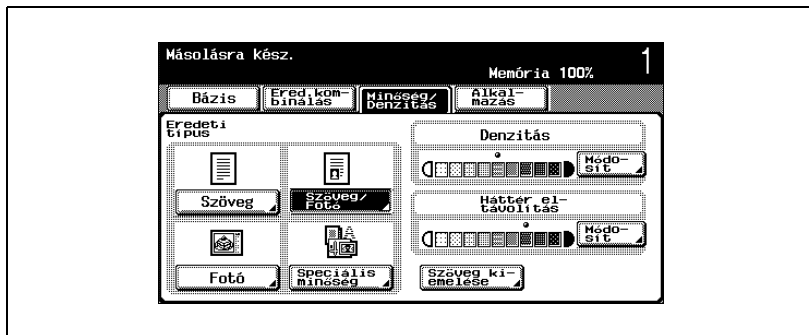 Másolásra kész.
Memória 100%
1
Bázis
Ered.kom-
binálás
Minőség/
Denzitás
Alkal-
mazás
Eredeti
típus
Szöveg
Szöveg/
Fotó
Fotó
Speciális
minőség
Denzitás
Módo-
sít
Háttér el-
távolítás
Módo-
sít
Szöveg ki-
emelése